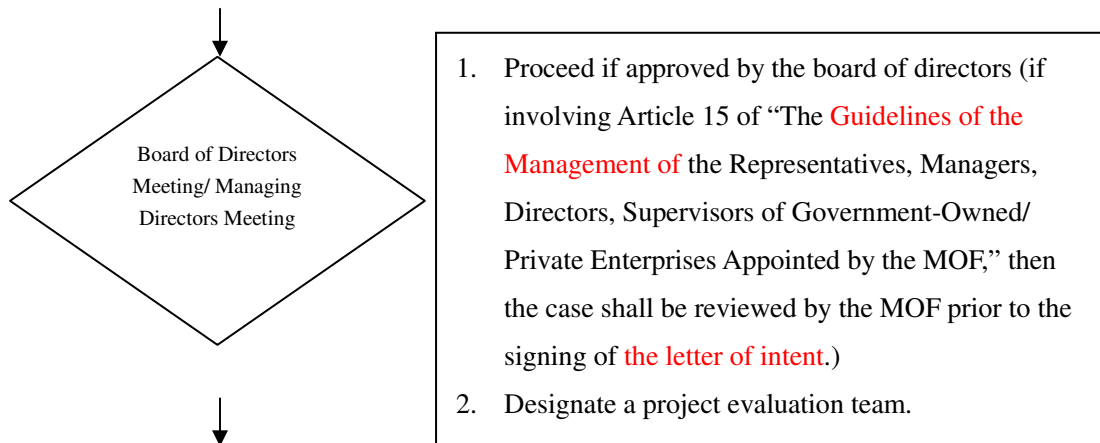 Board of Directors
Meeting/ Managing
Directors Meeting
1. Proceed if approved by the board of directors (if
involving Article 15 of “The Guidelines of the
Management of the Representatives, Managers,
Directors, Supervisors of Government-Owned/
Private Enterprises Appointed by the MOF,” then
the case shall be reviewed by the MOF prior to the
signing of the letter of intent.)
2. Designate a project evaluation team.